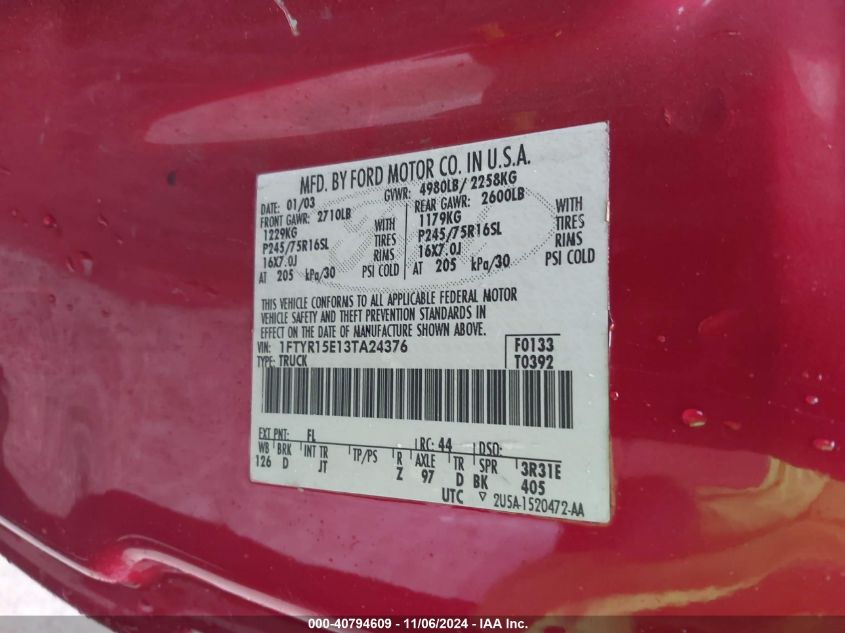 MFD. BY FORD MOTOR CO. IN U.S.A.
DATE: 01/03 GVWR: 4980LB/ 2258KG
FRONT GAWR: 2710LB REAR GAWR: 2600LB
1229KG WITH 1179KG WITH
P245/75R16SL TIRES P245/75R16SL TIRES
16X7.0J RIMS 16X7.0J RIMS
AT 205 kPa/30 PSI COLD AT 205 kPa/30 PSI COLD
THIS VEHICLE CONFORMS TO ALL APPLICABLE FEDERAL MOTOR
VEHICLE SAFETY AND THEFT PREVENTION STANDARDS IN
EFFECT ON THE DATE OF MANUFACTURE SHOWN ABOVE.
VIN: 1FTYR15E13TA24376 F0133
TYPE: TRUCK T0392
EXT PNT: FL RC: 44 DSO:
WB BRK INT TR TP/PS R AXLE TR SPR 3R31E
126 D JT Z 97 D BK 405
UTC ▽ 2U5A-1520472-AA
000-40794609 - 11/06/2024 - IAA Inc.